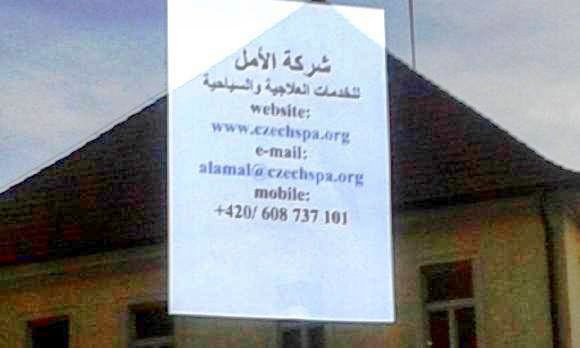 شركة الأمل
للخدمات العلاجية والسياحية
website:
www.czechspa.org
e-mail:
alamal@czechspa.org
mobile:
+420/ 608 737 101